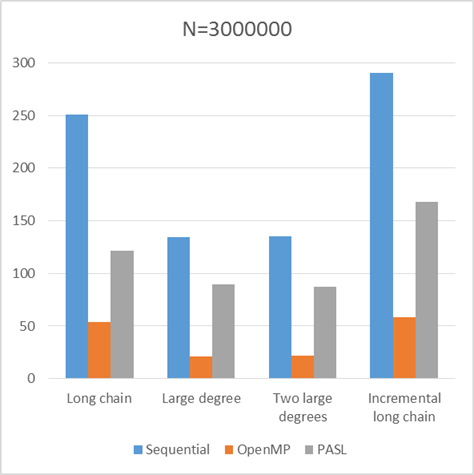 N=3000000
300
250
200
150
100
50
0
Long chain Large degree Two large degrees Incremental long chain
Sequential OpenMP PASL